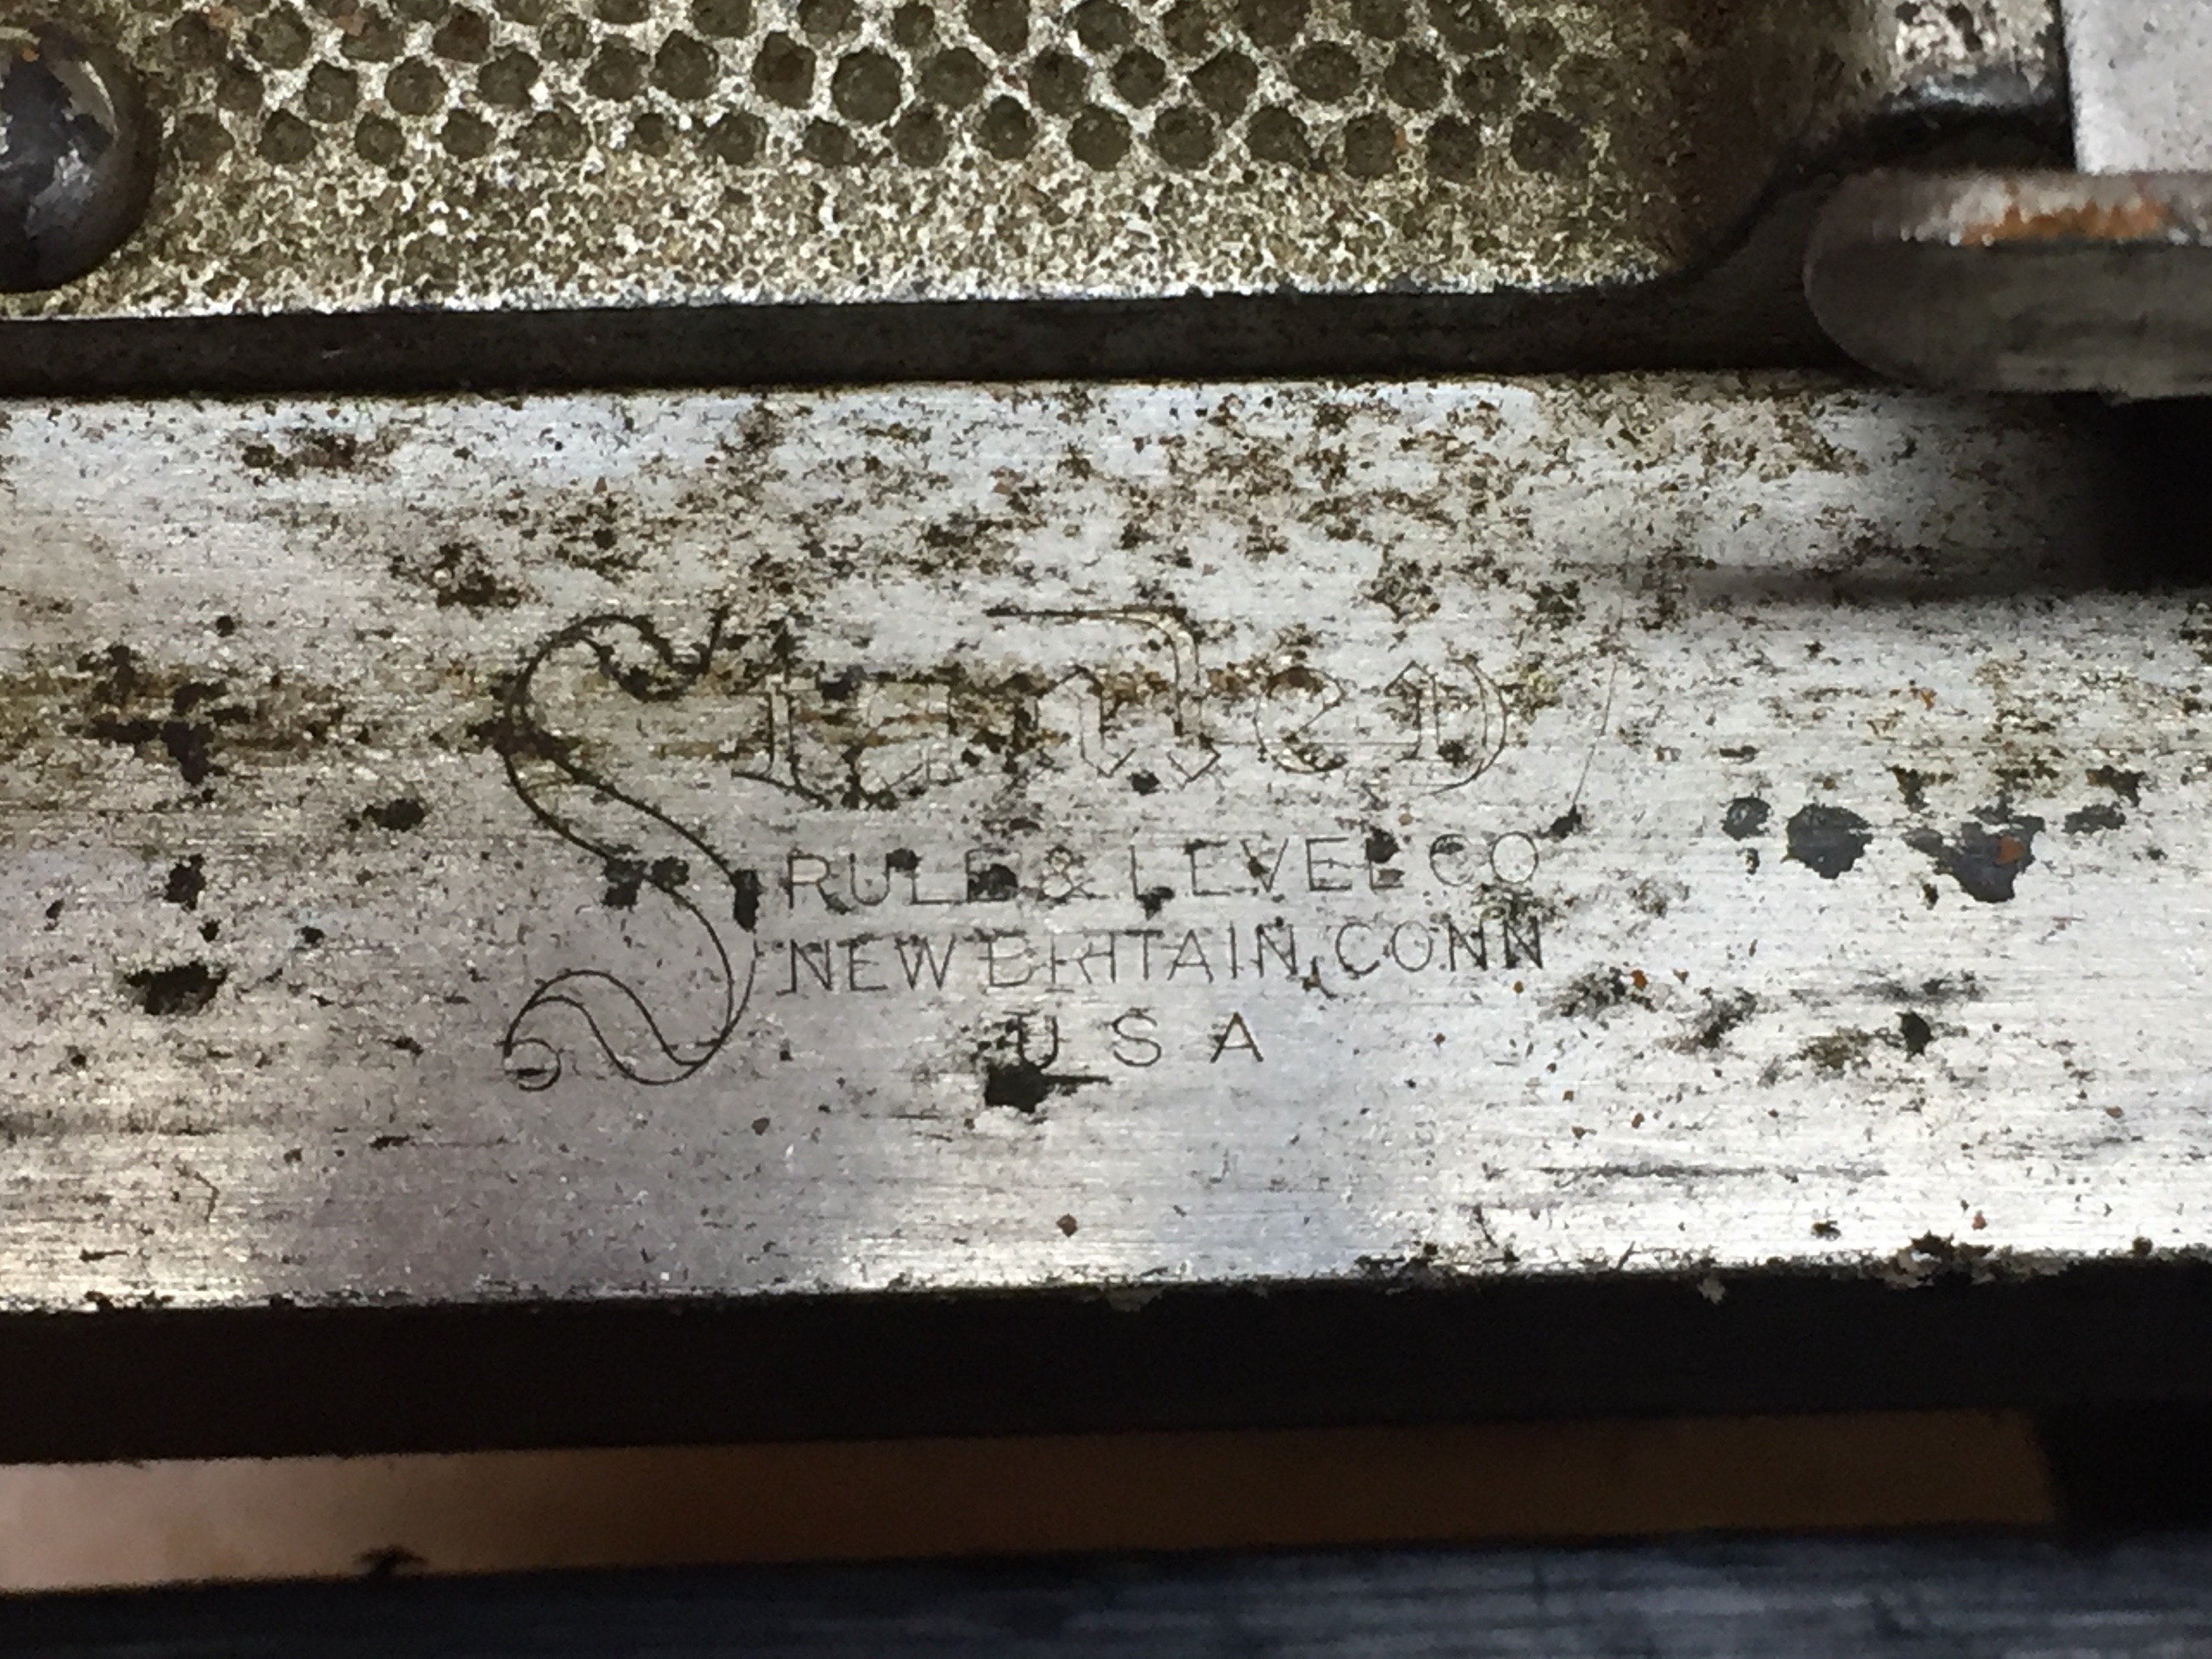 Stanley
RULE & LEVEL CO
NEW BRITAIN, CONN
U S A